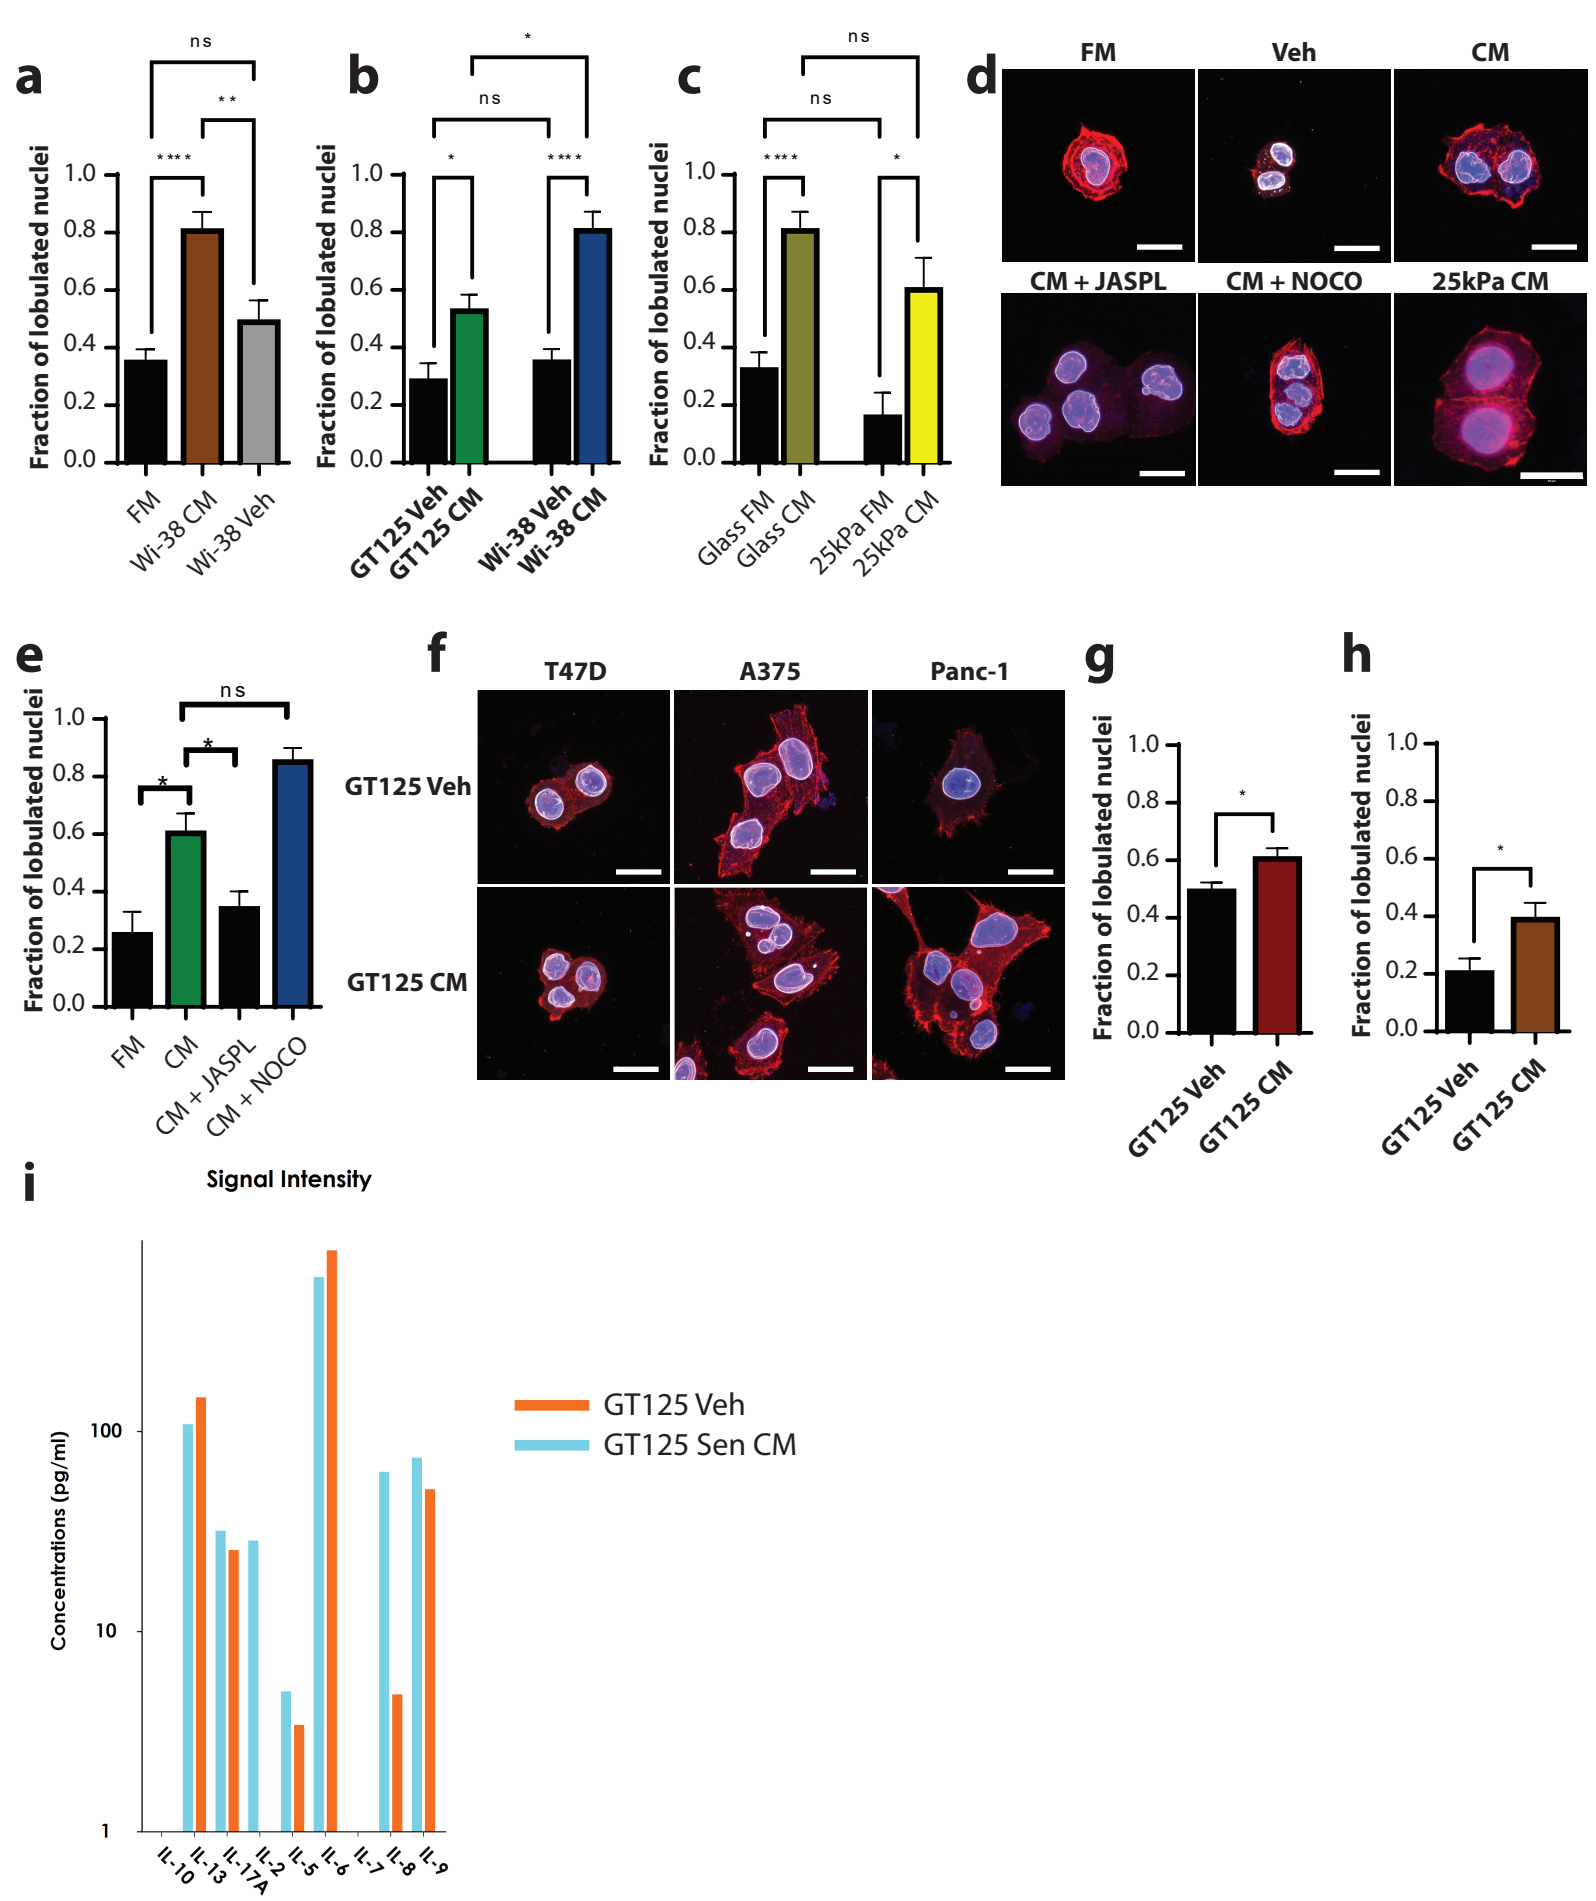 a
ns
**
****
Fraction of lobulated nuclei
1.0
0.8
0.6
0.4
0.2
0.0
FM
Wi-38 CM
Wi-38 Veh
b
*
ns
*
****
Fraction of lobulated nuclei
1.0
0.8
0.6
0.4
0.2
0.0
GT125 Veh
GT125 CM
Wi-38 Veh
Wi-38 CM
c
ns
ns
****
*
Fraction of lobulated nuclei
1.0
0.8
0.6
0.4
0.2
0.0
Glass FM
Glass CM
25kPa FM
25kPa CM
d
FM
Veh
CM
CM + JASPL
CM + NOCO
25kPa CM
e
ns
*
*
Fraction of lobulated nuclei
1.0
0.8
0.6
0.4
0.2
0.0
FM
CM
CM + JASPL
CM + NOCO
f
T47D
A375
Panc-1
GT125 Veh
GT125 CM
g
*
Fraction of lobulated nuclei
1.0
0.8
0.6
0.4
0.2
0.0
GT125 Veh
GT125 CM
h
*
Fraction of lobulated nuclei
1.0
0.8
0.6
0.4
0.2
0.0
GT125 Veh
GT125 CM
i
Signal Intensity
Concentrations (pg/ml)
100
10
1
IL-10
IL-13
IL-17A
IL-2
IL-5
IL-6
IL-7
IL-8
IL-9
GT125 Veh
GT125 Sen CM